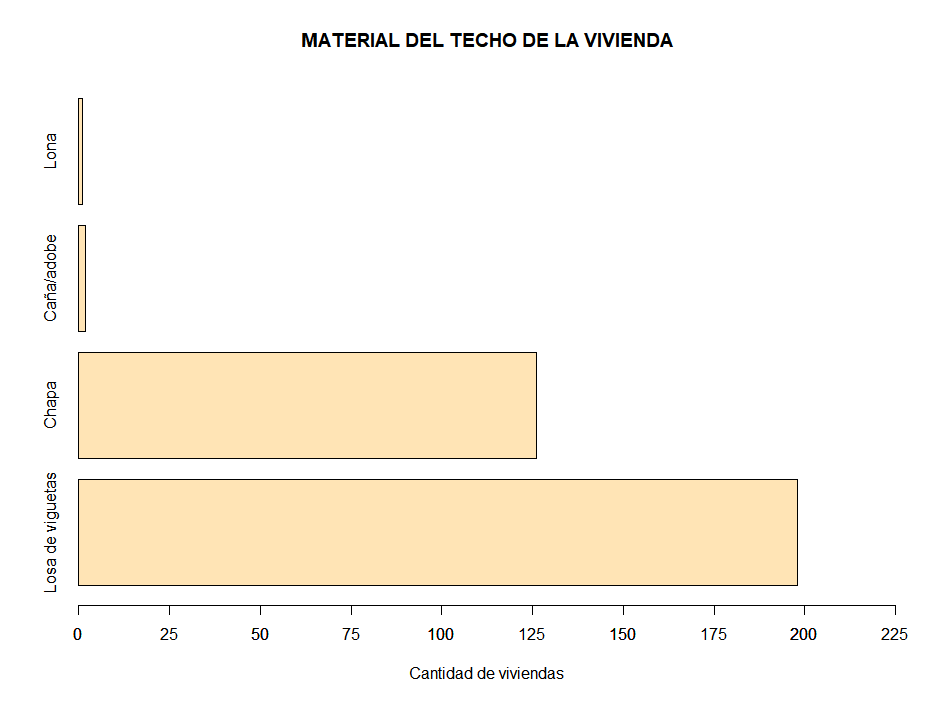 MATERIAL DEL TECHO DE LA VIVIENDA
Lona
Caña/adobe
Chapa
Losa de viguetas
0 25 50 75 100 125 150 175 200 225
Cantidad de viviendas